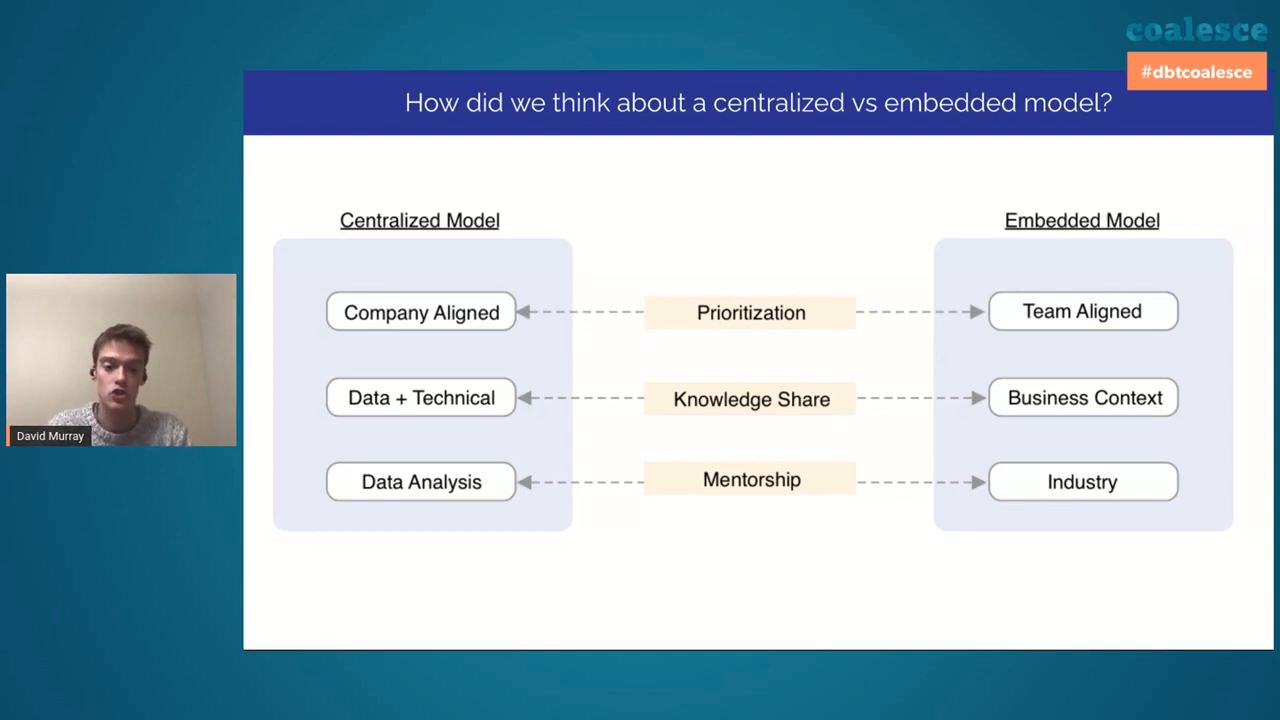 coalesce
#dbtcoalesce
How did we think about a centralized vs embedded model?
Centralized Model
Embedded Model
Company Aligned
Prioritization
Team Aligned
Data + Technical
Knowledge Share
Business Context
Data Analysis
Mentorship
Industry
David Murray